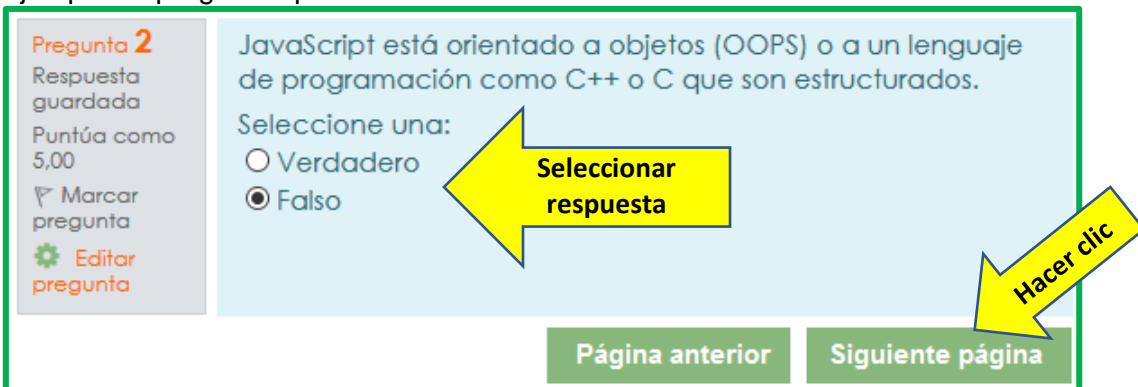 Pregunta 2
Respuesta
guardada
Puntúa como
5,00
Marcar
pregunta
Editar
pregunta
JavaScript está orientado a objetos (OOPS) o a un lenguaje
de programación como C++ o C que son estructurados.
Seleccione una:
Verdadero
Falso
Seleccionar
respuesta
Hacer clic
Página anterior
Siguiente página